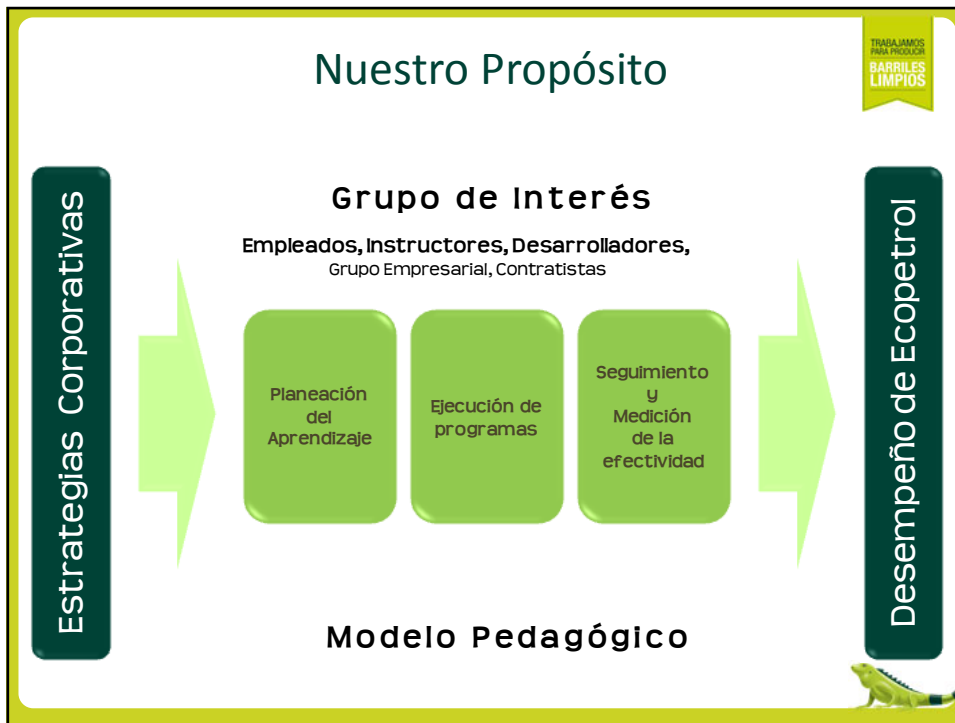 Nuestro Propósito
TRABAJAMOS
PARA PRODUCIR
BARRILES
LIMPIOS
Estrategias Corporativas
Grupo de Interés
Empleados, Instructores, Desarrolladores,
Grupo Empresarial, Contratistas
Planeación
del
Aprendizaje
Ejecución de
programas
Seguimiento
y
Medición
de la
efectividad
Modelo Pedagógico
Desempeño de Ecopetrol